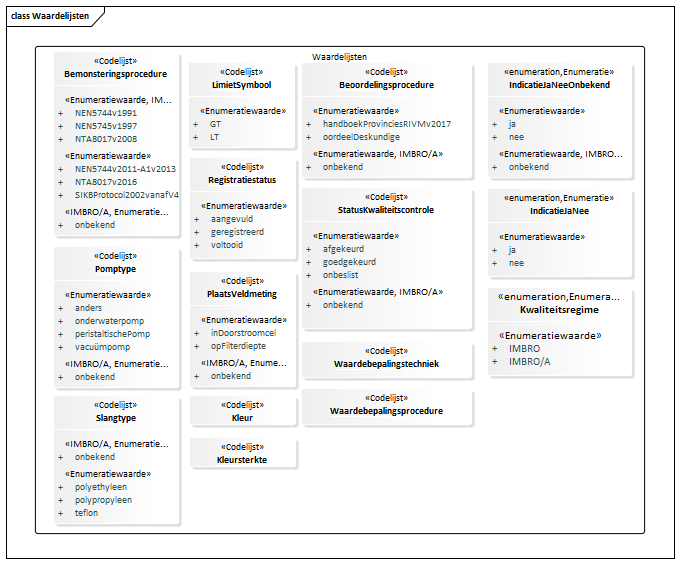 class Waardelijsten
Waardelijsten
«Codelijst»
Bemonsteringsprocedure
«Enumeratiewaarde, IM...
+ NEN5744v1991
+ NEN5745v1997
+ NTA8017v2008
«Enumeratiewaarde»
+ NEN5744v2011-A1v2013
+ NTA8017v2016
+ SIKBProtocol2002vanafV4
«IMBRO/A, Enumeratie...
+ onbekend
«Codelijst»
Pomptype
«Enumeratiewaarde»
+ anders
+ onderwaterpomp
+ peristaltischePomp
+ vacuümpomp
«IMBRO/A, Enumeratie...
+ onbekend
«Codelijst»
Slangtype
«IMBRO/A, Enumeratie...
+ onbekend
«Enumeratiewaarde»
+ polyethyleen
+ polypropyleen
+ teflon
«Codelijst»
LimietSymbool
«Enumeratiewaarde»
+ GT
+ LT
«Codelijst»
Registratiestatus
«Enumeratiewaarde»
+ aangevuld
+ geregistreerd
+ voltooid
«Codelijst»
PlaatsVeldmeting
«Enumeratiewaarde»
+ inDoorstroomcel
+ opFilterdiepte
«IMBRO/A, Enume...
+ onbekend
«Codelijst»
Kleur
«Codelijst»
Kleursterkte
«Codelijst»
Beoordelingsprocedure
«Enumeratiewaarde»
+ handboekProvinciesRIVMv2017
+ oordeelDeskundige
«Enumeratiewaarde, IMBRO/A»
+ onbekend
«Codelijst»
StatusKwaliteitscontrole
«Enumeratiewaarde»
+ afgekeurd
+ goedgekeurd
+ onbeslist
«Enumeratiewaarde, IMBRO/A»
+ onbekend
«Codelijst»
Waardebepalingstechniek
«Codelijst»
Waardebepalingsprocedure
«enumeration,Enumeratie»
IndicatieJaNeeOnbekend
«Enumeratiewaarde»
+ ja
+ nee
«Enumeratiewaarde, IMBRO...
+ onbekend
«enumeration,Enumeratie»
IndicatieJaNee
«Enumeratiewaarde»
+ ja
+ nee
«enumeration,Enumera...
Kwaliteitsregime
«Enumeratiewaarde»
+ IMBRO
+ IMBRO/A